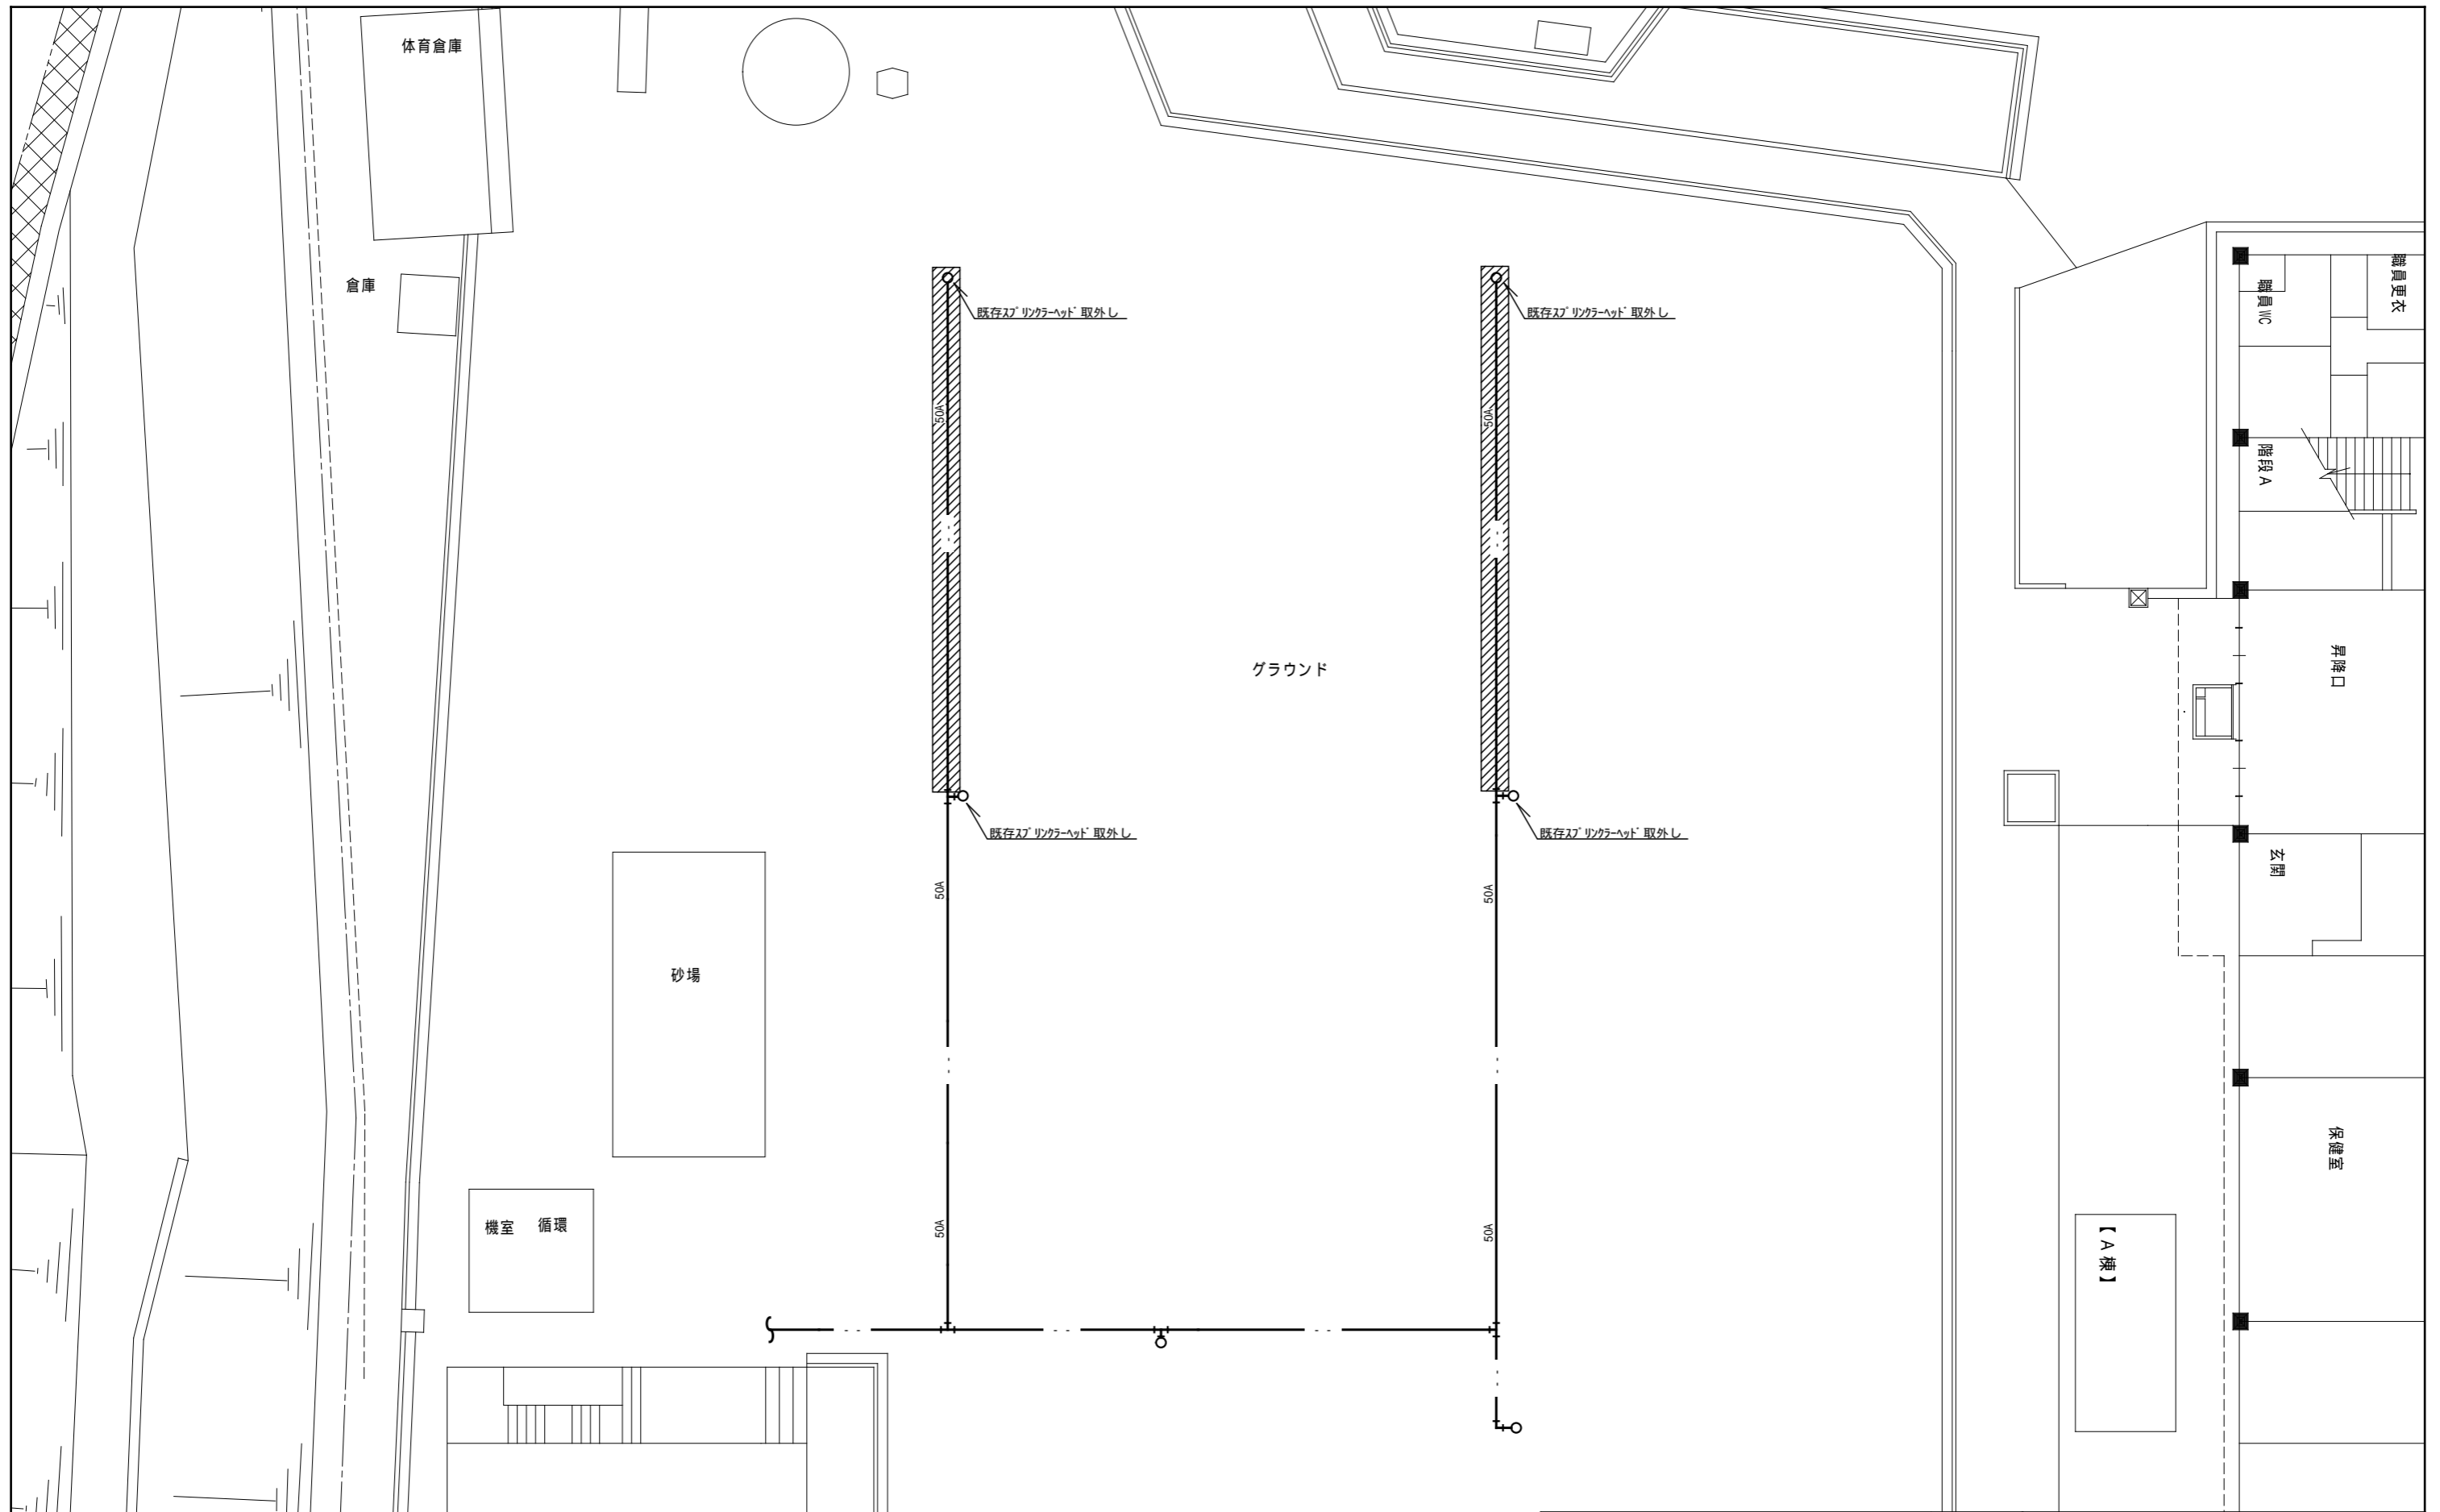 体育倉庫
倉庫
職員更衣
職員WC
既存ｽﾌﾟﾘﾝｸﾗｰﾍｯﾄﾞ取外し
既存ｽﾌﾟﾘﾝｸﾗｰﾍｯﾄﾞ取外し
50A
50A
階段A
グラウンド
昇降口
既存ｽﾌﾟﾘﾝｸﾗｰﾍｯﾄﾞ取外し
既存ｽﾌﾟﾘﾝｸﾗｰﾍｯﾄﾞ取外し
玄関
50A
50A
砂場
保健室
機室 循環
50A
50A
【A棟】